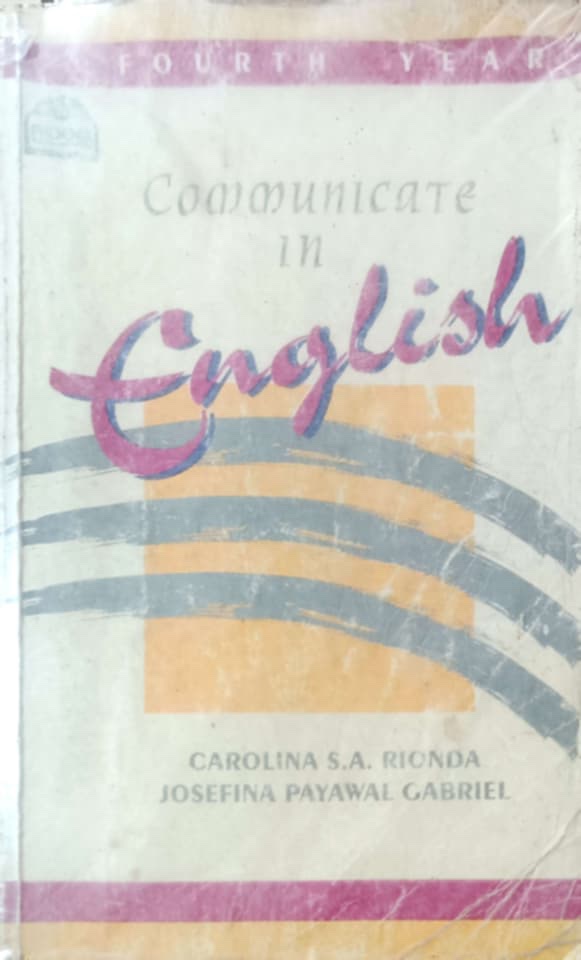 FOURTH YEAR
Communicate
in
English
CAROLINA S.A. RIONDA
JOSEFINA PAYAWAL GABRIEL